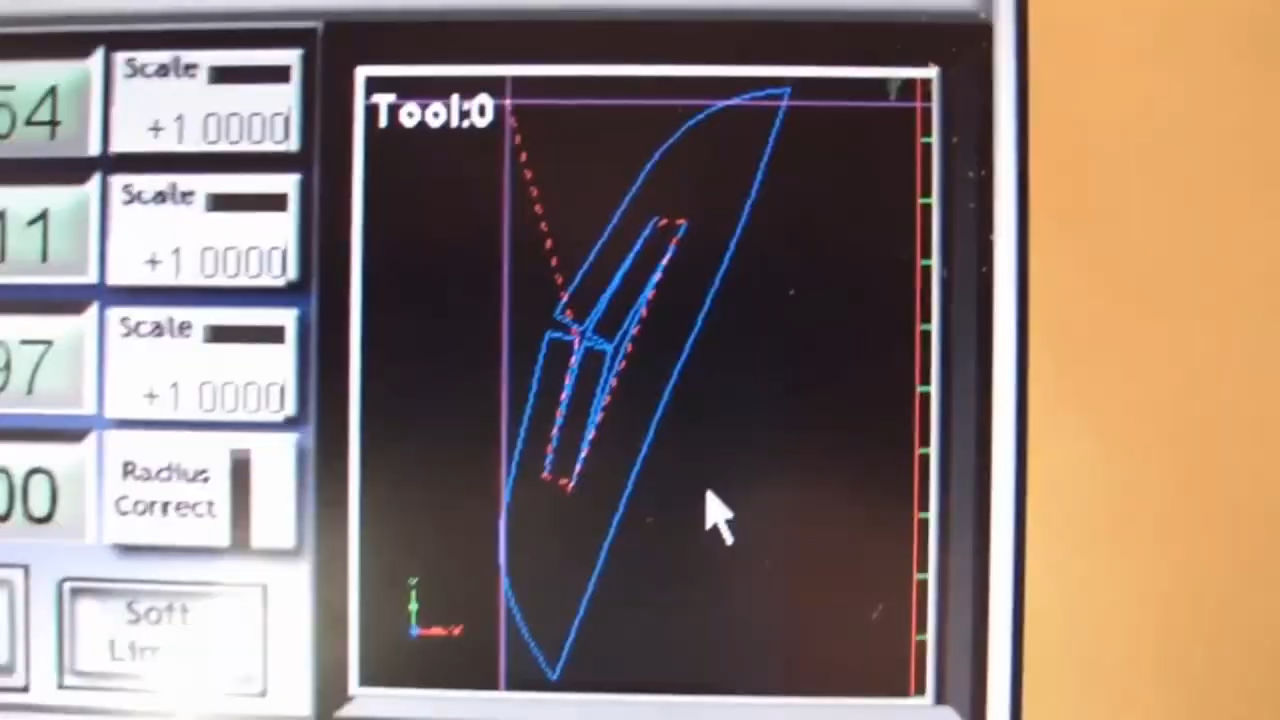 54
Scale
+1.0000
Tool:0
11
Scale
+1.0000
97
Scale
+1.0000
00
Radius
Correct
Soft